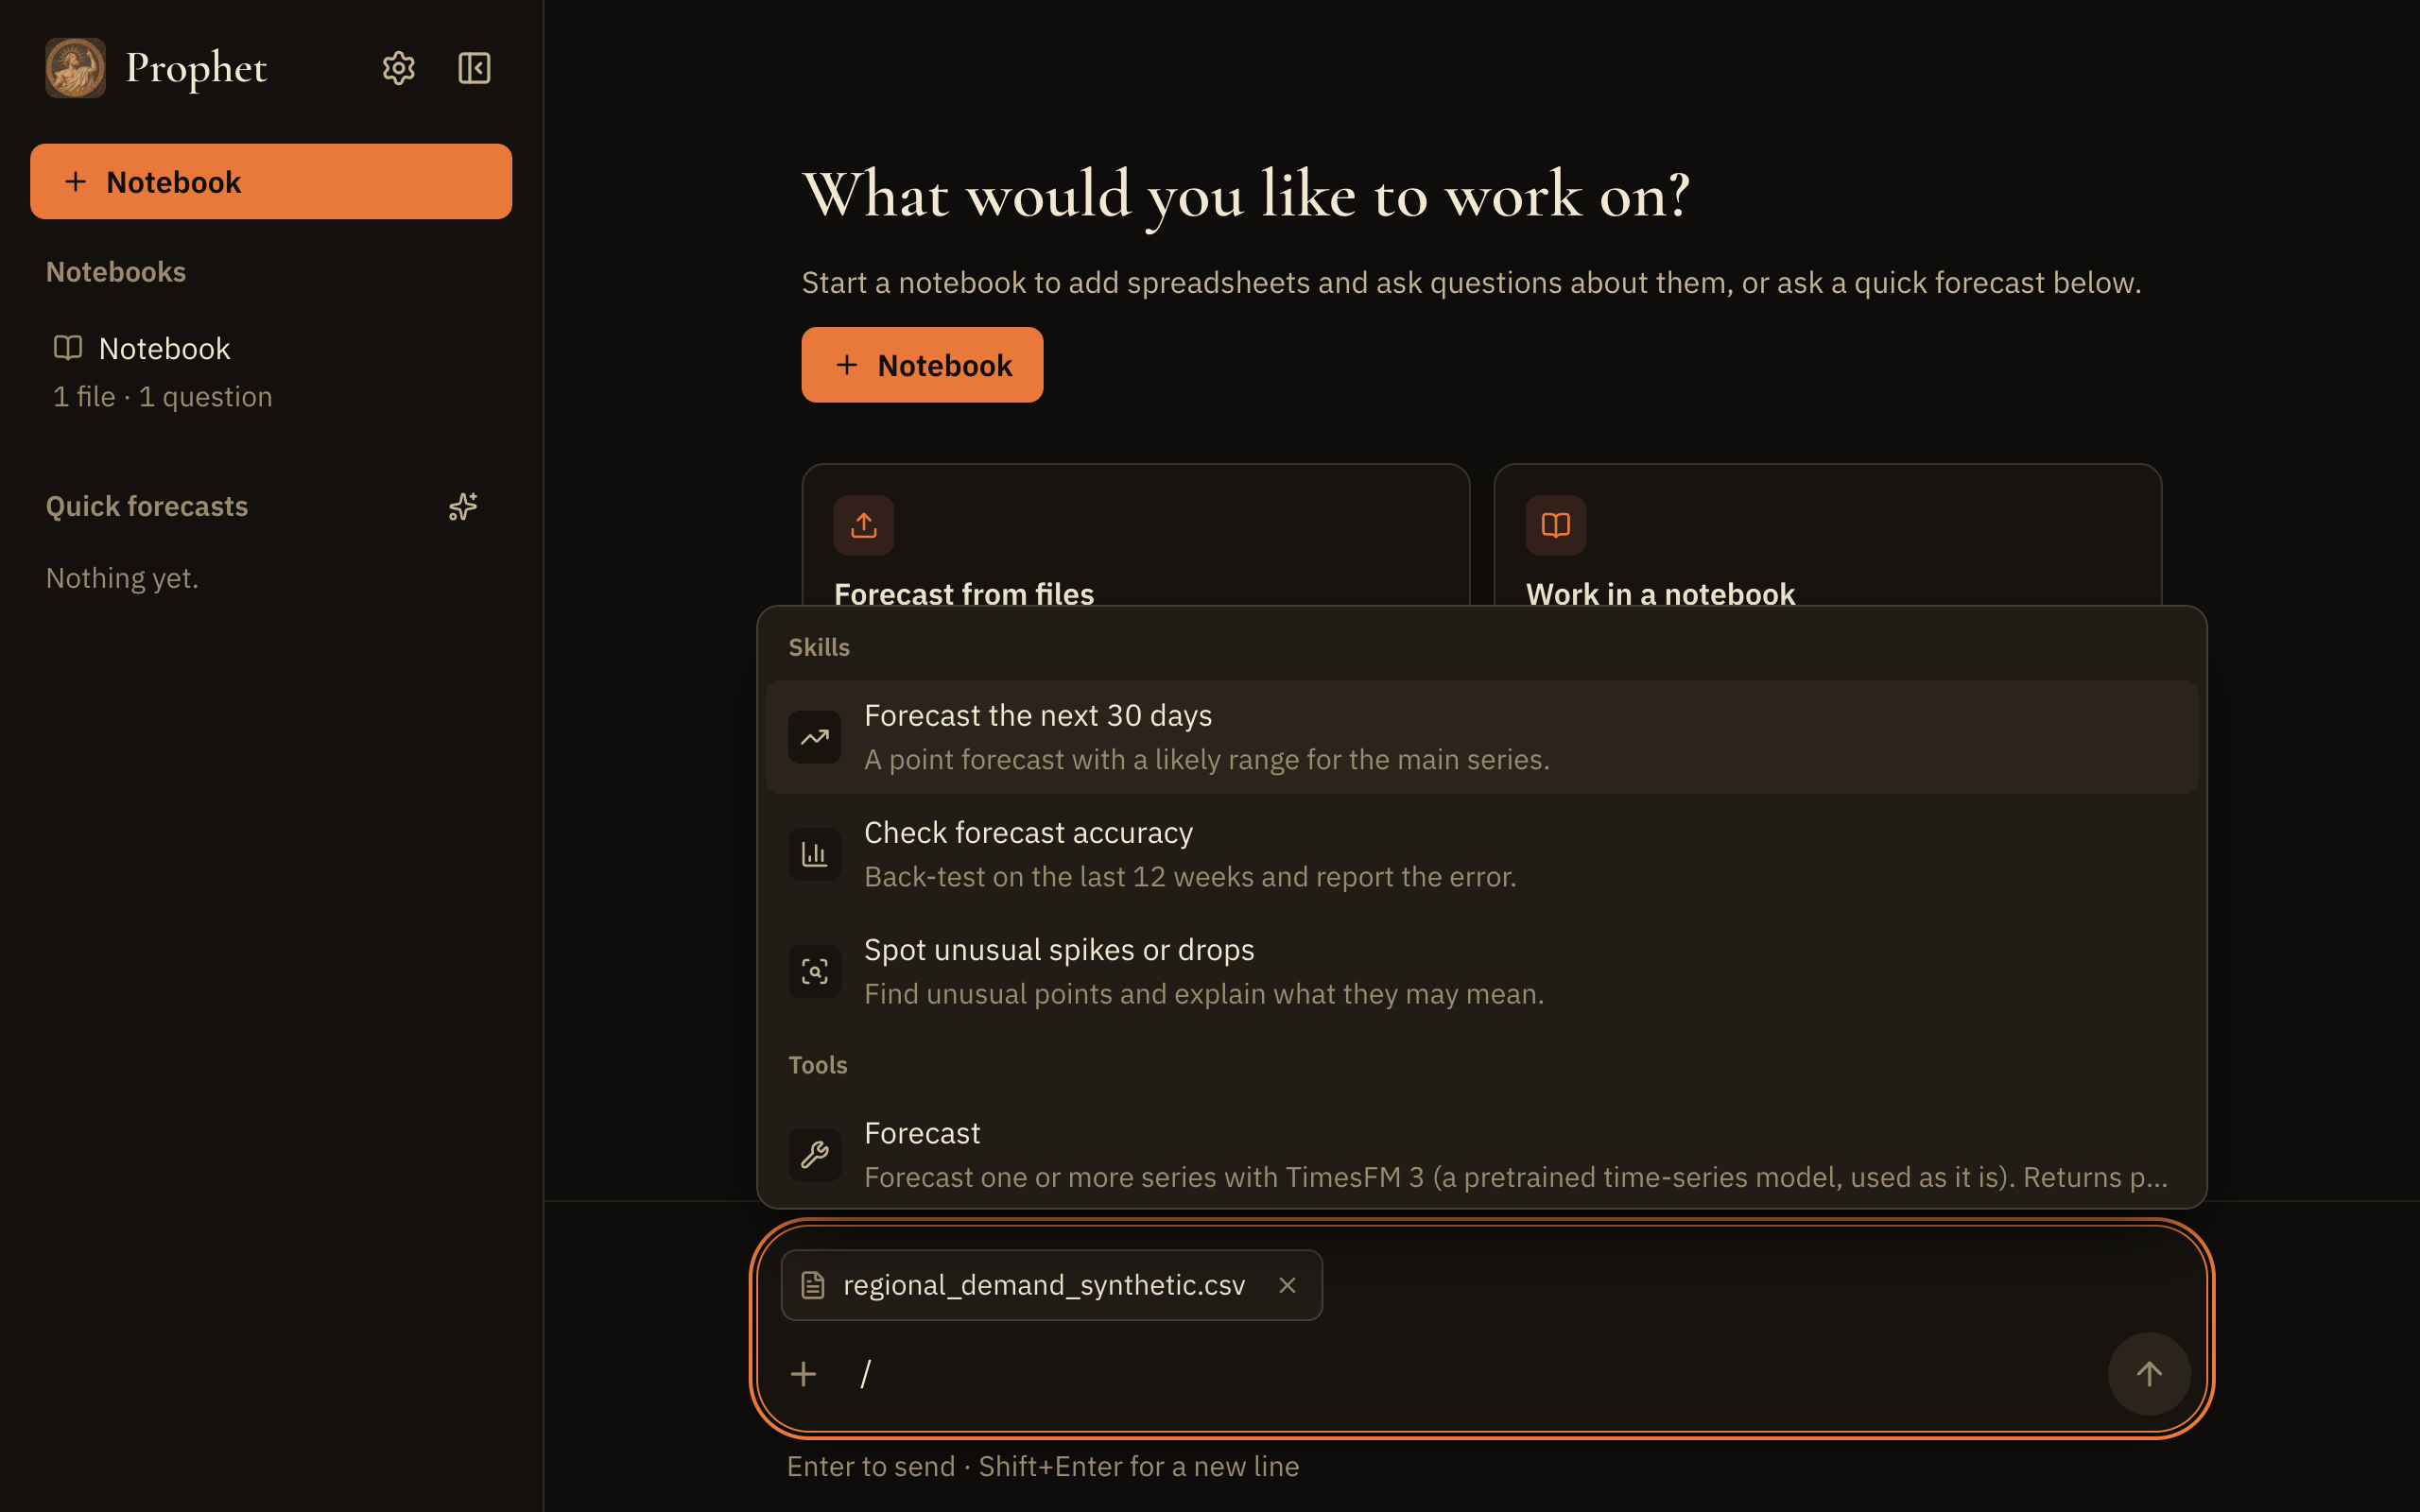 Prophet
+ Notebook
Notebooks
Notebook
1 file · 1 question
Quick forecasts
Nothing yet.
What would you like to work on?
Start a notebook to add spreadsheets and ask questions about them, or ask a quick forecast below.
+ Notebook
Forecast from files
Work in a notebook
Skills
Forecast the next 30 days
A point forecast with a likely range for the main series.
Check forecast accuracy
Back-test on the last 12 weeks and report the error.
Spot unusual spikes or drops
Find unusual points and explain what they may mean.
Tools
Forecast
Forecast one or more series with TimesFM 3 (a pretrained time-series model, used as it is). Returns p...
regional_demand_synthetic.csv
/
Enter to send · Shift+Enter for a new line